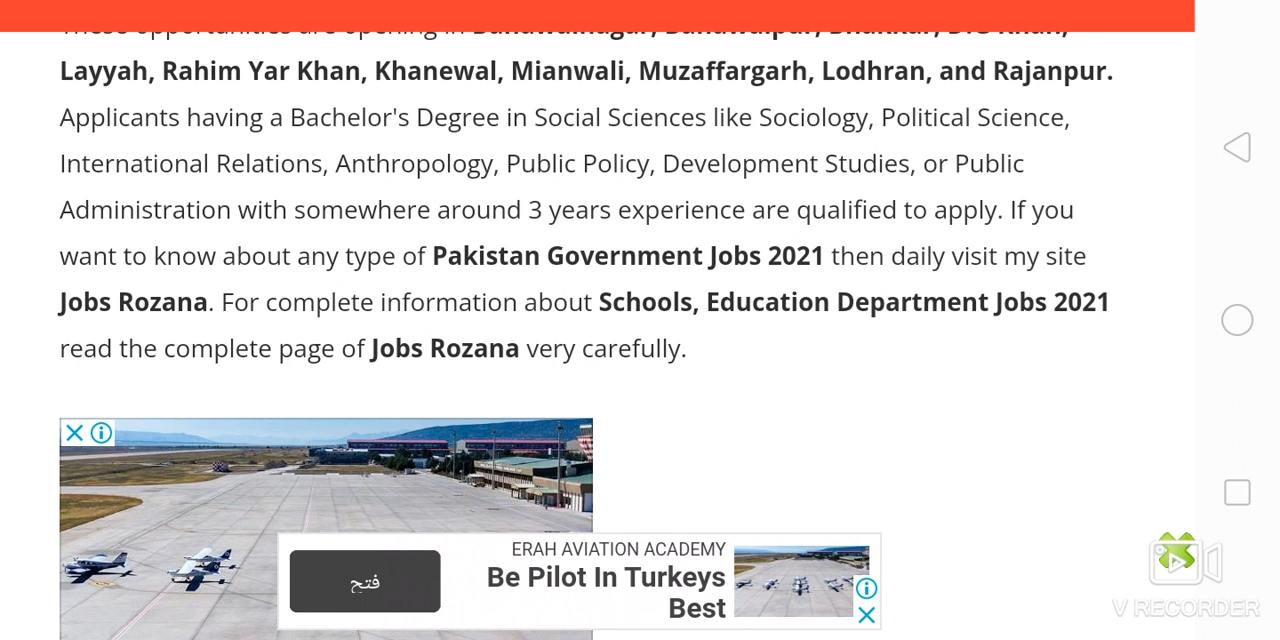 Layyah, Rahim Yar Khan, Khanewal, Mianwali, Muzaffargarh, Lodhran, and Rajanpur.
Applicants having a Bachelor's Degree in Social Sciences like Sociology, Political Science,
International Relations, Anthropology, Public Policy, Development Studies, or Public
Administration with somewhere around 3 years experience are qualified to apply. If you
want to know about any type of Pakistan Government Jobs 2021 then daily visit my site
Jobs Rozana. For complete information about Schools, Education Department Jobs 2021
read the complete page of Jobs Rozana very carefully.
ERAH AVIATION ACADEMY
Be Pilot In Turkeys
Best
فتح
V RECORDER